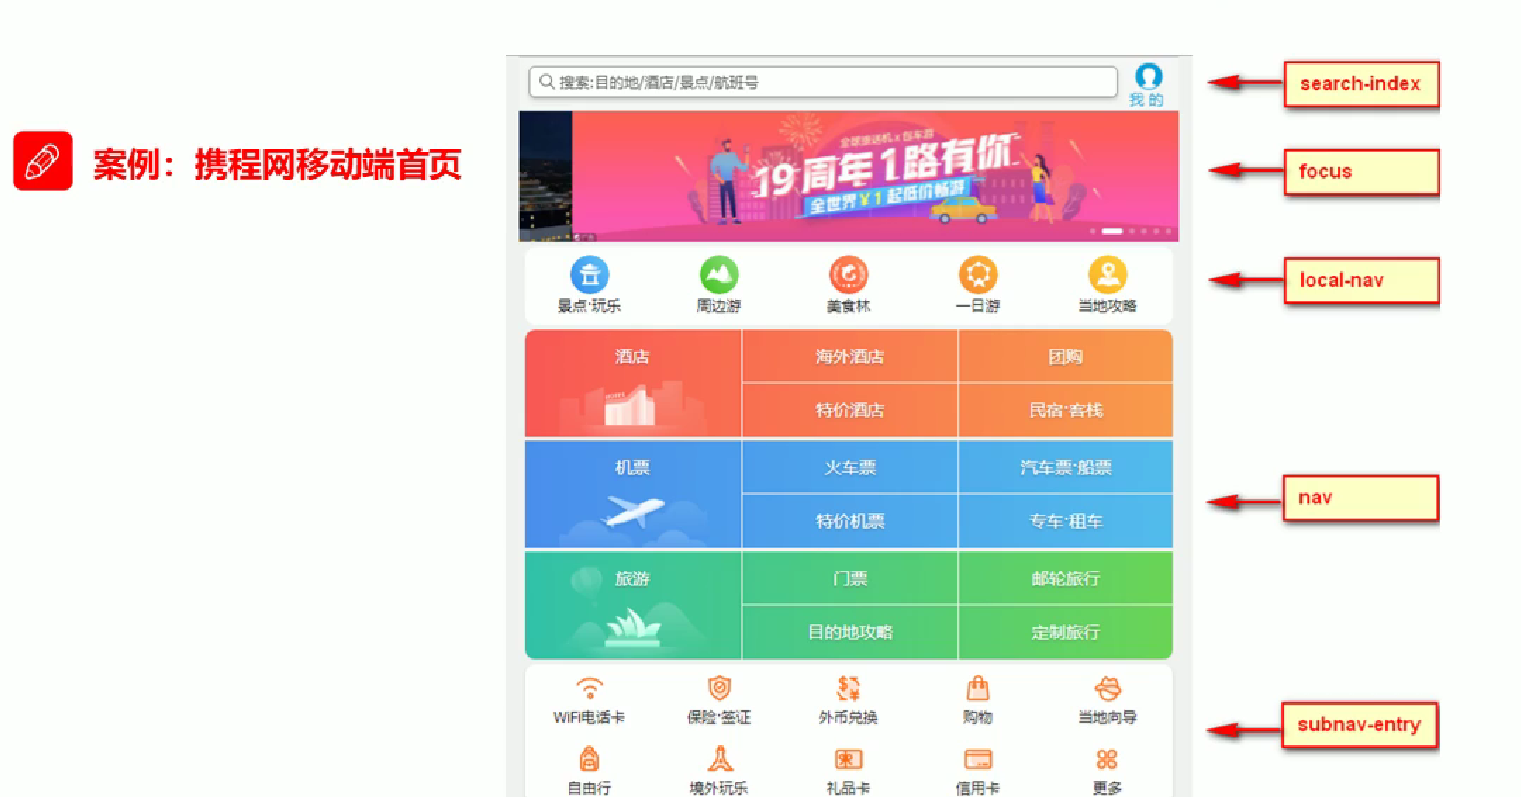 搜索:目的地/酒店/景点/航班号
我的
search-index
案例：携程网移动端首页
全球接送机x包车游
19周年1路有你
全世界¥1起低价畅游
focus
景点·玩乐
周边游
美食林
一日游
当地攻略
local-nav
酒店
海外酒店
团购
特价酒店
民宿·客栈
机票
火车票
汽车票·船票
特价机票
专车·租车
nav
旅游
门票
邮轮旅行
目的地攻略
定制旅行
WiFi电话卡
保险·签证
外币兑换
购物
当地向导
subnav-entry
自由行
境外玩乐
礼品卡
信用卡
更多